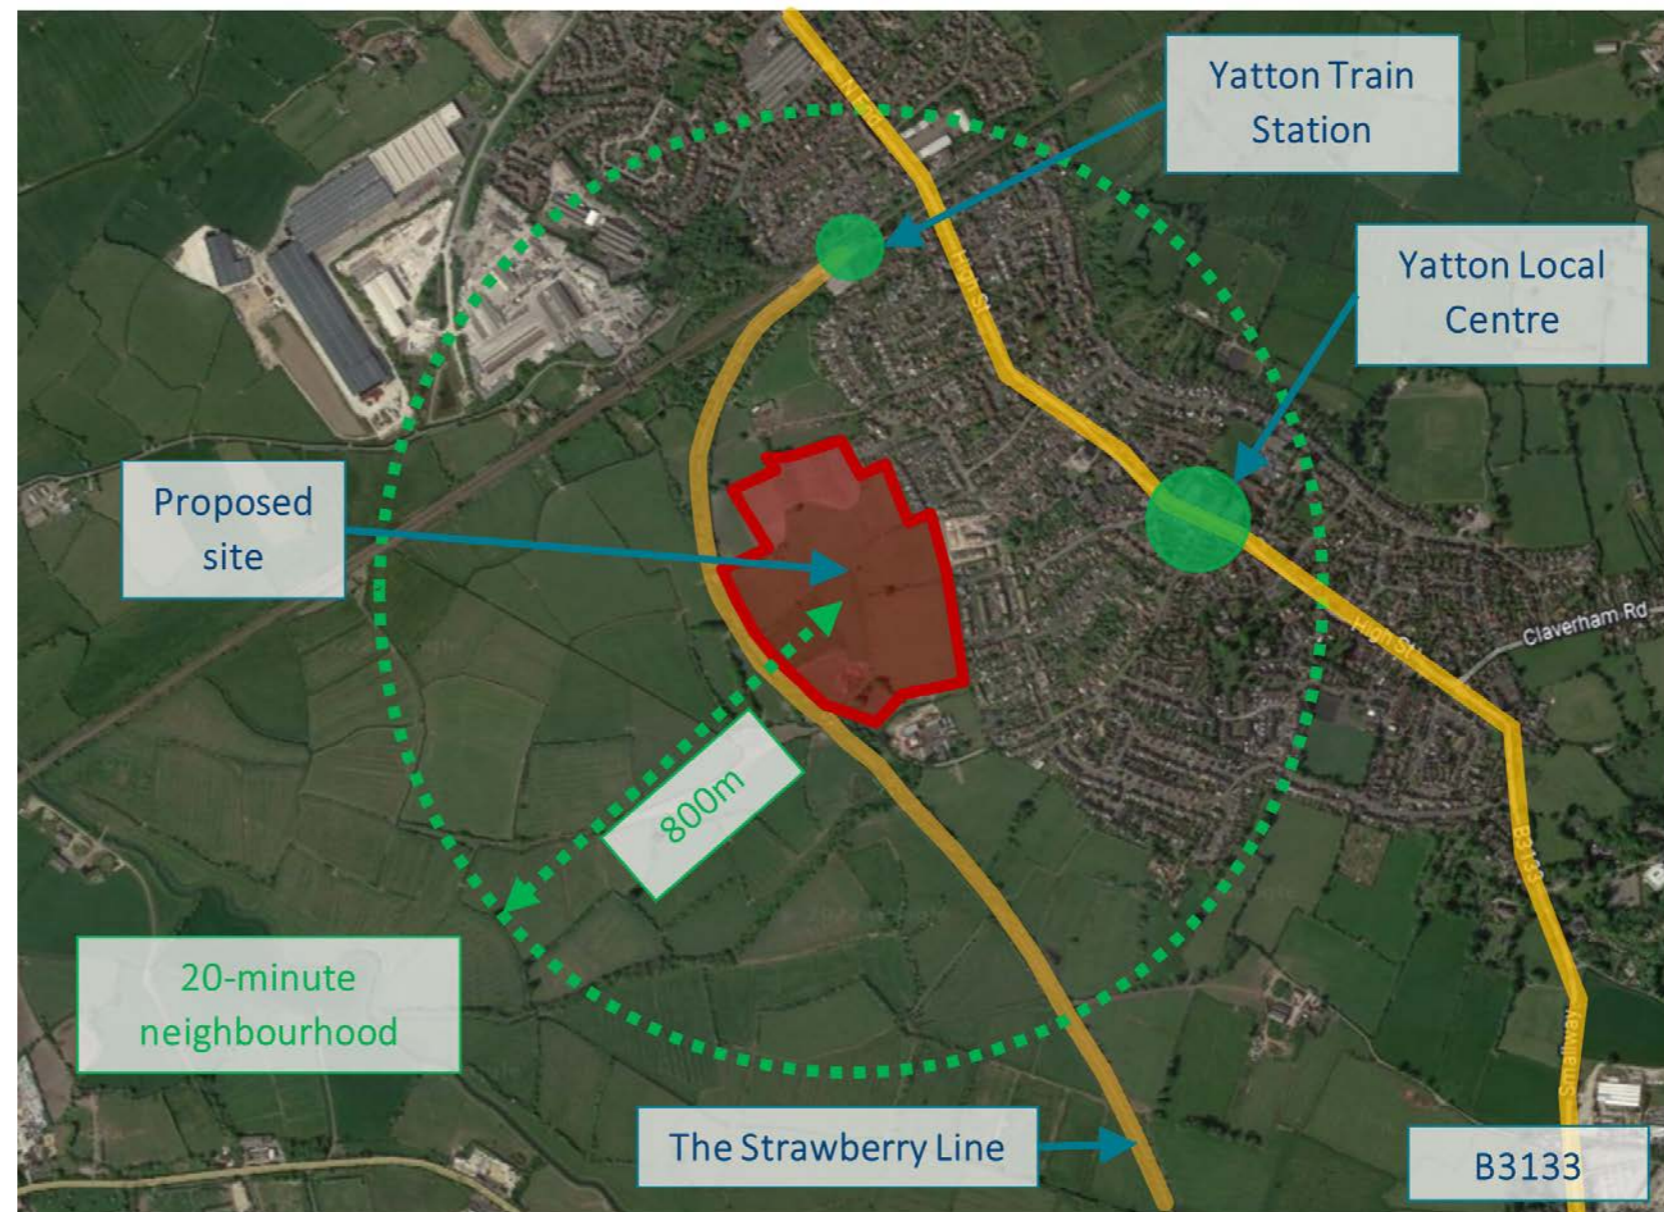 Yatton Train
Station
N End
Yatton Local
Centre
High St
Proposed
site
Claverham Rd
High St
800m
B3133
20-minute
neighbourhood
Smallway
The Strawberry Line
B3133